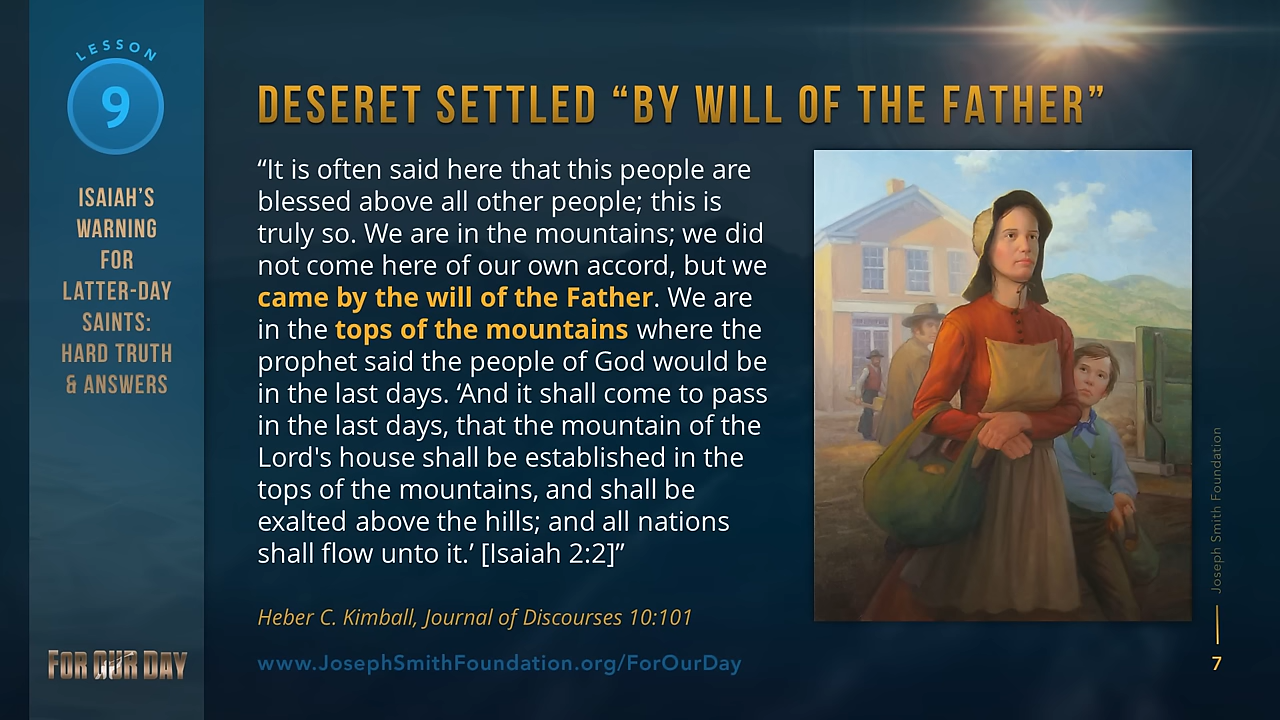 LESSON
9
ISAIAH'S
WARNING
FOR
LATTER-DAY
SAINTS:
HARD TRUTH
& ANSWERS
FOR OUR DAY
DESERET SETTLED “BY WILL OF THE FATHER”
“It is often said here that this people are
blessed above all other people; this is
truly so. We are in the mountains; we did
not come here of our own accord, but we
came by the will of the Father. We are
in the tops of the mountains where the
prophet said the people of God would be
in the last days. ‘And it shall come to pass
in the last days, that the mountain of the
Lord's house shall be established in the
tops of the mountains, and shall be
exalted above the hills; and all nations
shall flow unto it.’ [Isaiah 2:2]”
Heber C. Kimball, Journal of Discourses 10:101
www.JosephSmithFoundation.org/ForOurDay
Joseph Smith Foundation
7